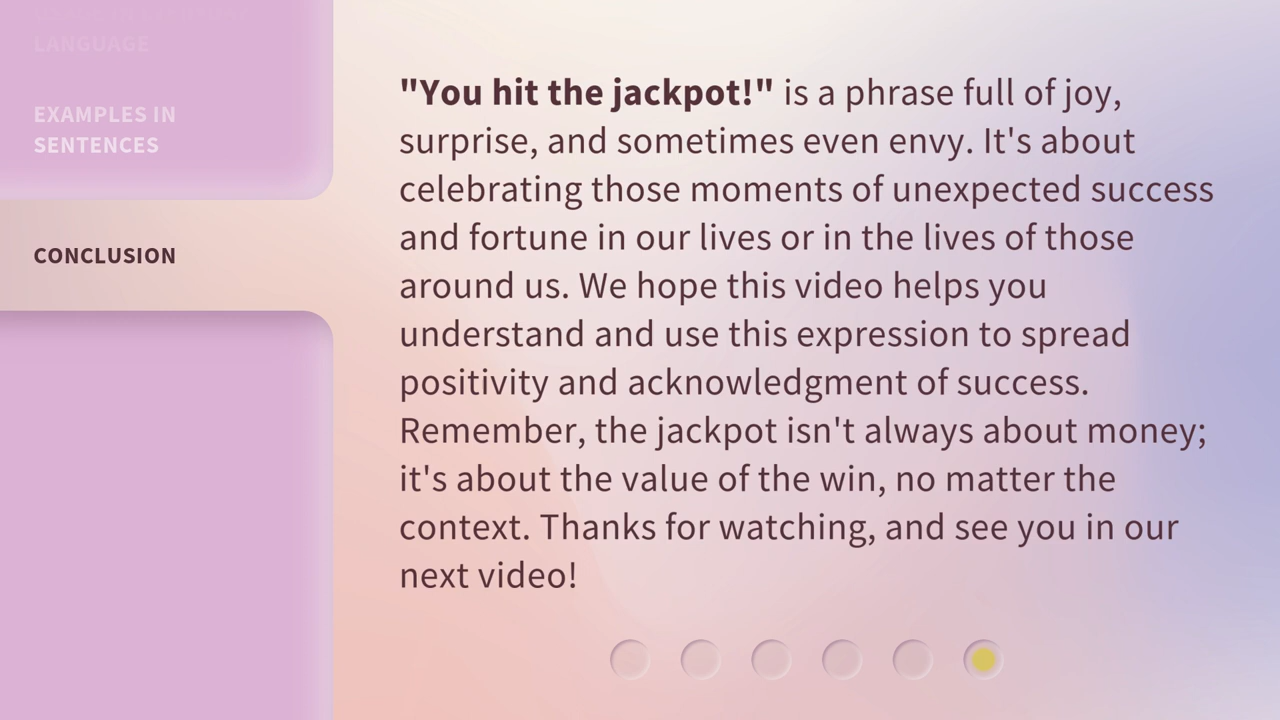 LANGUAGE
EXAMPLES IN
SENTENCES
CONCLUSION
"You hit the jackpot!" is a phrase full of joy,
surprise, and sometimes even envy. It's about
celebrating those moments of unexpected success
and fortune in our lives or in the lives of those
around us. We hope this video helps you
understand and use this expression to spread
positivity and acknowledgment of success.
Remember, the jackpot isn't always about money;
it's about the value of the win, no matter the
context. Thanks for watching, and see you in our
next video!